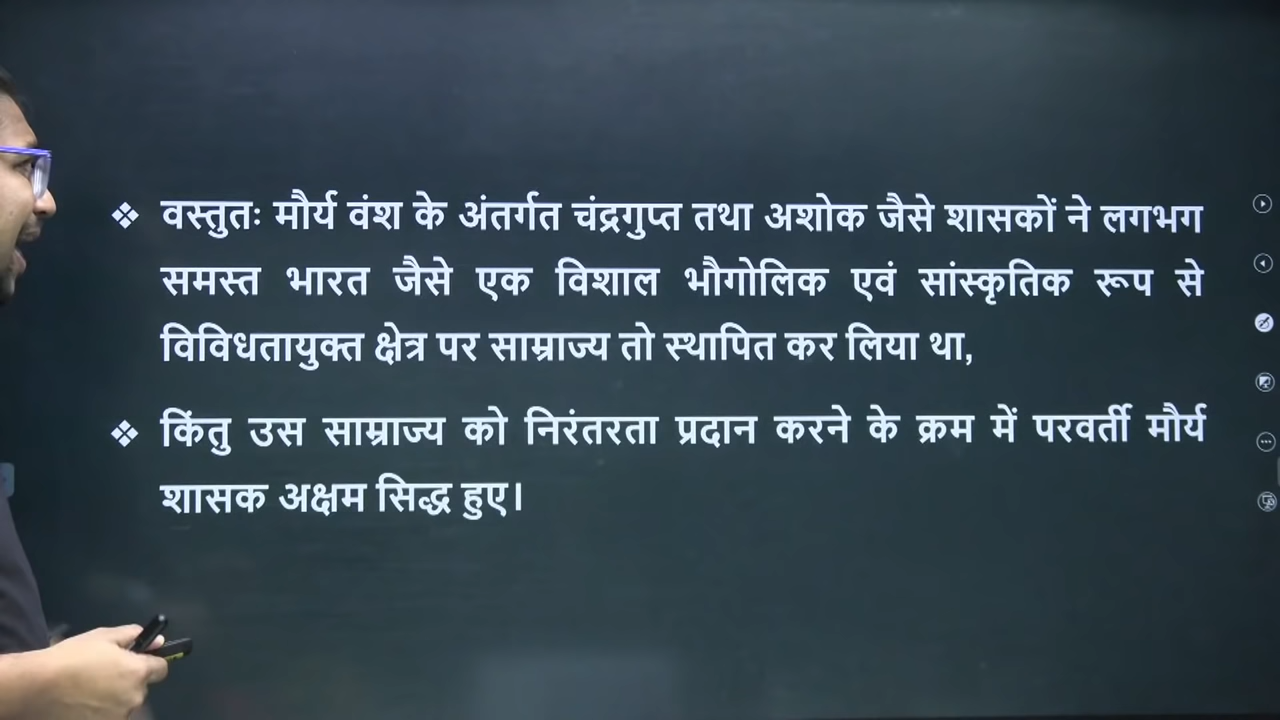 ❖ वस्तुतः मौर्य वंश के अंतर्गत चंद्रगुप्त तथा अशोक जैसे शासकों ने लगभग
समस्त भारत जैसे एक विशाल भौगोलिक एवं सांस्कृतिक रूप से
विविधतायुक्त क्षेत्र पर साम्राज्य तो स्थापित कर लिया था,
❖ किंतु उस साम्राज्य को निरंतरता प्रदान करने के क्रम में परवर्ती मौर्य
शासक अक्षम सिद्ध हुए।